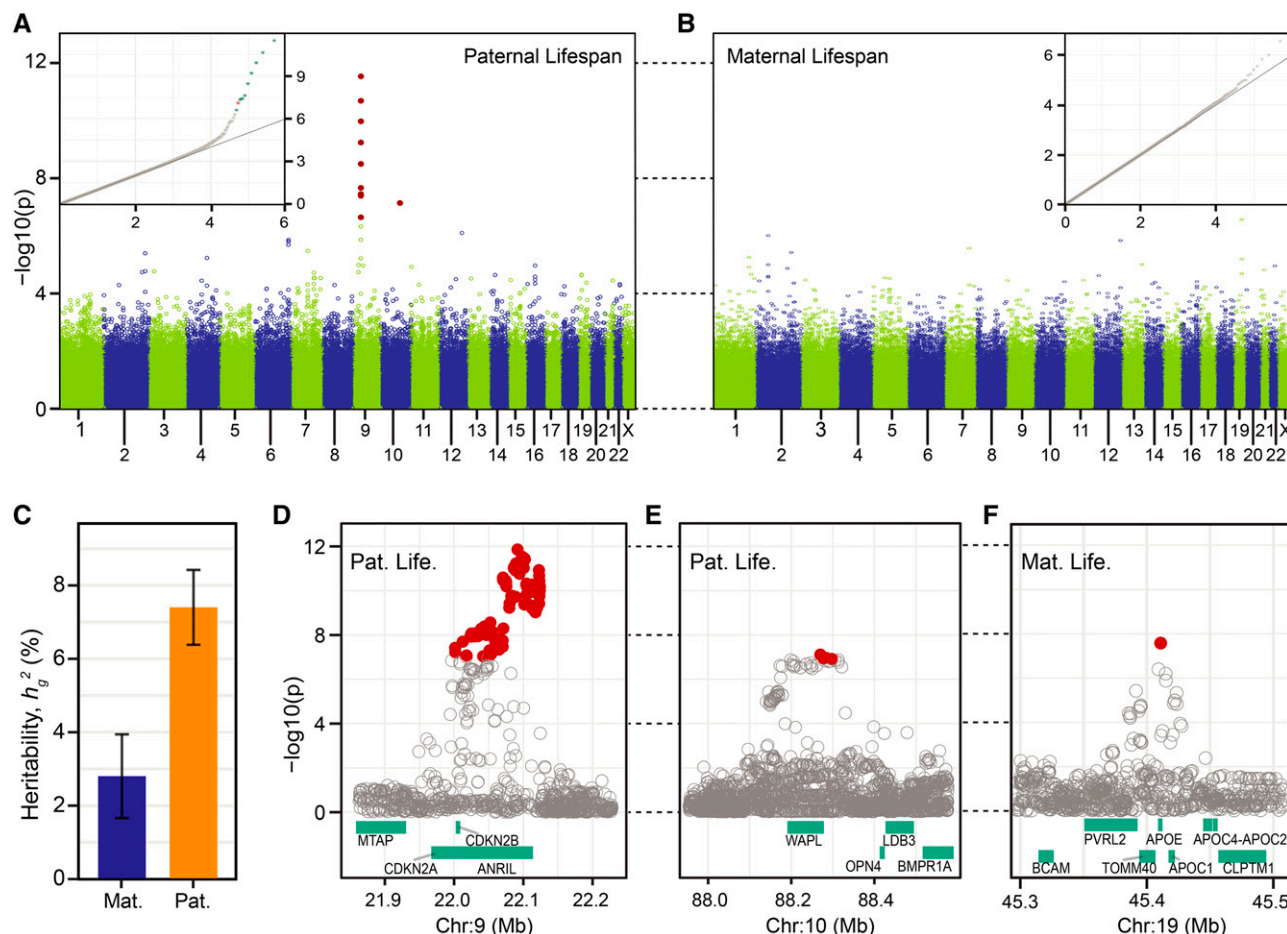 A
B
Paternal Lifespan
Maternal Lifespan
−log10(p)
12
8
4
0
9
6
3
0
2
4
6
6
4
2
0
0
2
4
1
3
5
7
9
11
13
15
17
19
21
X
2
4
6
8
10
12
14
16
18
20
22
1
3
5
7
9
11
13
15
17
19
21
X
2
4
6
8
10
12
14
16
18
20
22
C
Heritability, hg2 (%)
8
6
4
2
0
Mat.
Pat.
D
Pat. Life.
−log10(p)
12
8
4
0
MTAP
CDKN2B
CDKN2A
ANRIL
21.9
22.0
22.1
22.2
Chr:9 (Mb)
E
Pat. Life.
WAPL
LDB3
OPN4
BMPR1A
88.0
88.2
88.4
Chr:10 (Mb)
F
Mat. Life.
PVRL2
APOE
APOC4-APOC2
BCAM
TOMM40
APOC1
CLPTM1
45.3
45.4
45.5
Chr:19 (Mb)